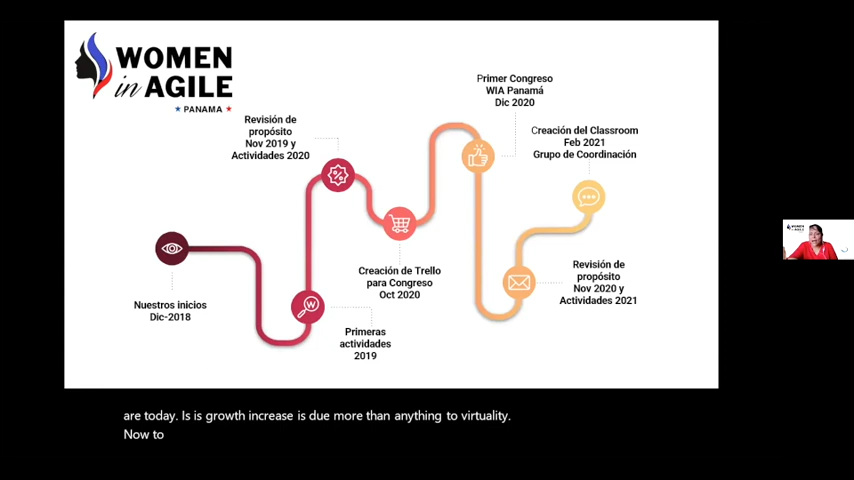 WOMEN
in AGILE
PANAMA
Primer Congreso
WIA Panamá
Dic 2020
Revisión de
propósito
Nov 2019 y
Actividades 2020
Creación del Classroom
Feb 2021
Grupo de Coordinación
Nuestros inicios
Dic-2018
Creación de Trello
para Congreso
Oct 2020
Revisión de
propósito
Nov 2020 y
Actividades 2021
Primeras
actividades
2019
W
WOMEN
in AGILE
are today. Is is growth increase is due more than anything to virtuality.
Now to